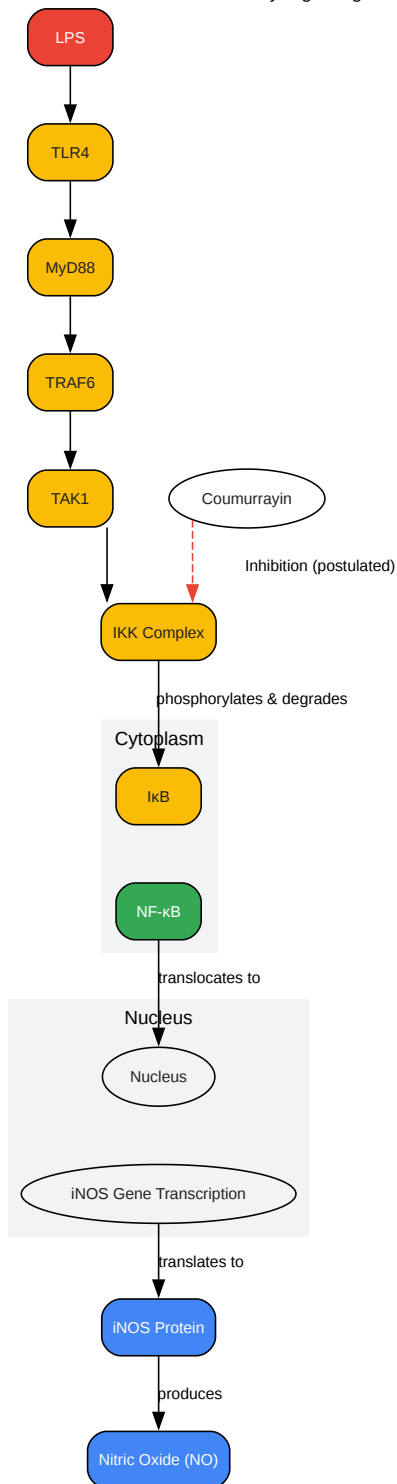 LPS
TLR4
MyD88
TRAF6
TAK1
Coumurrayin
Inhibition (postulated)
IKK Complex
phosphorylates & degrades
Cytoplasm
IκB
NF-κB
translocates to
Nucleus
Nucleus
iNOS Gene Transcription
translates to
iNOS Protein
produces
Nitric Oxide (NO)